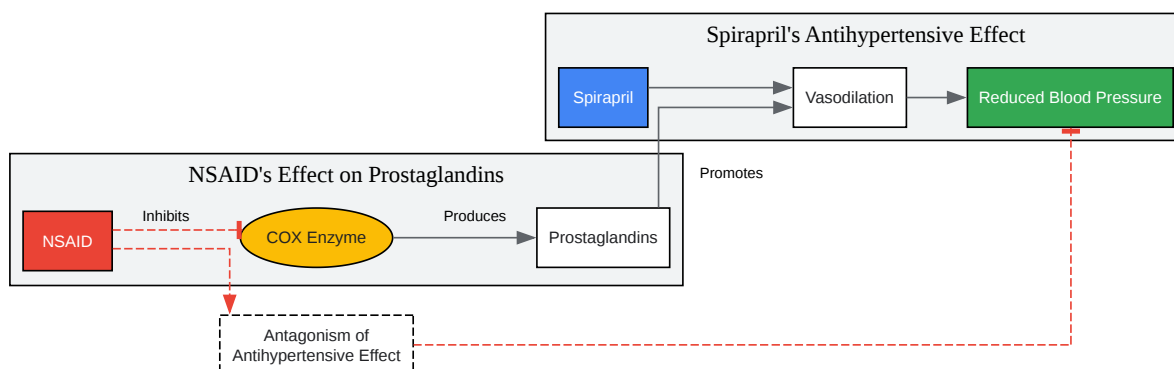 Spirapril's Antihypertensive Effect
Spirapril
Vasodilation
Reduced Blood Pressure
NSAID's Effect on Prostaglandins
Promotes
NSAID
Inhibits
COX Enzyme
Produces
Prostaglandins
Antagonism of
Antihypertensive Effect